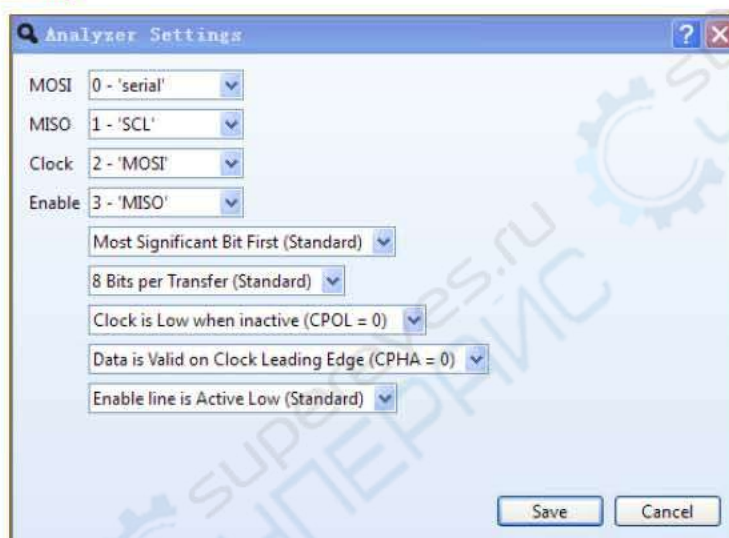 Analyzer Settings
MOSI 0 - 'serial'
MISO 1 - 'SCL'
Clock 2 - 'MOSI'
Enable 3 - 'MISO'
Most Significant Bit First (Standard)
8 Bits per Transfer (Standard)
Clock is Low when inactive (CPOL = 0)
Data is Valid on Clock Leading Edge (CPHA = 0)
Enable line is Active Low (Standard)
Save Cancel
supereyes.ru